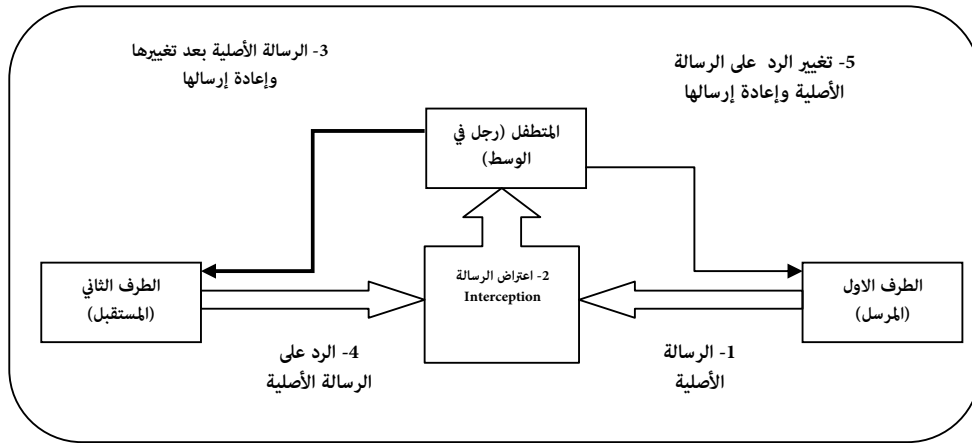 3- الرسالة الأصلية بعد تغييرها
وإعادة إرسالها
5- تغيير الرد على الرسالة
الأصلية وإعادة إرسالها
المتطفل (رجل في
الوسط)
2- اعتراض الرسالة
Interception
الطرف الاول
(المرسل)
الطرف الثاني
(المستقبل)
1- الرسالة
الأصلية
4- الرد على
الرسالة الأصلية